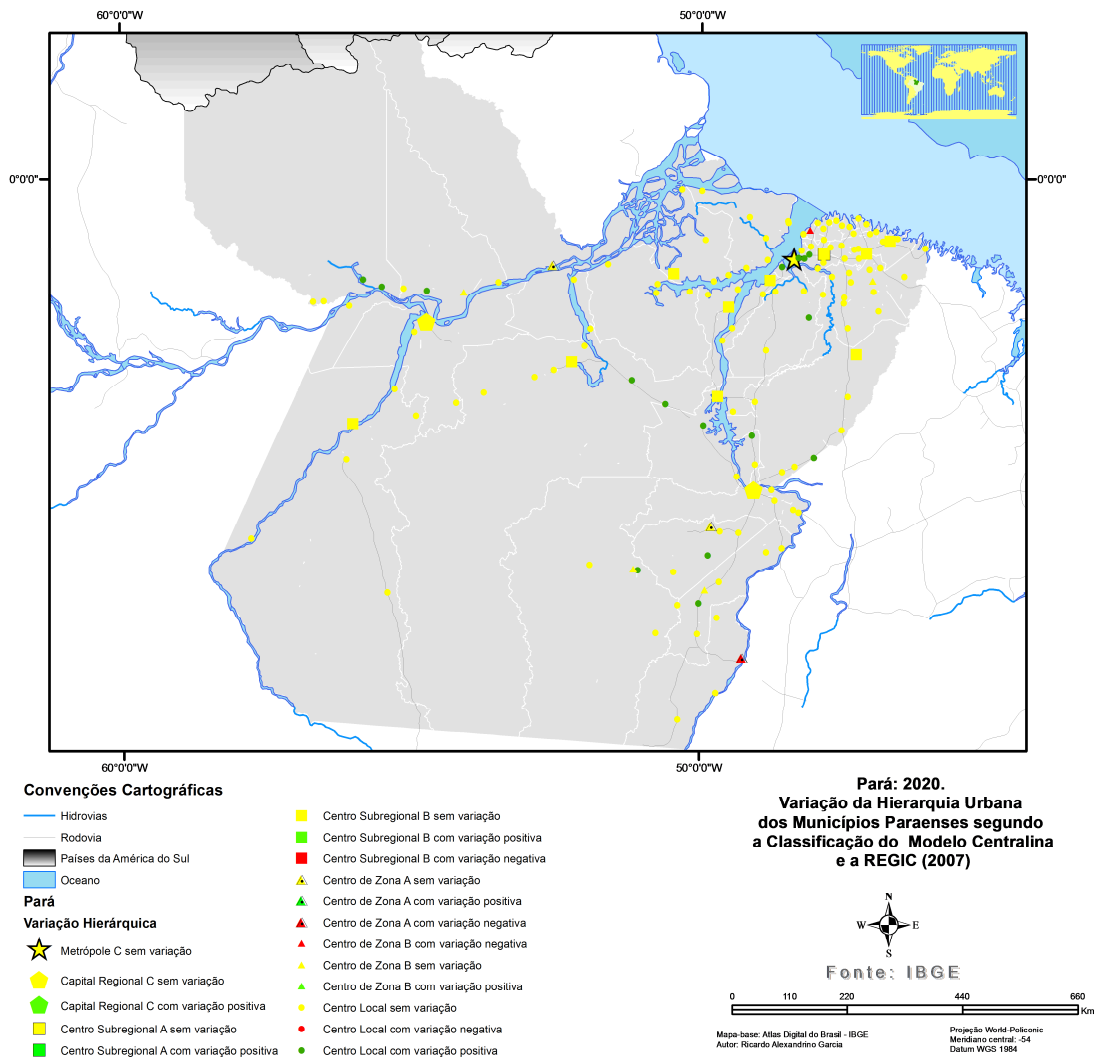 60°0'0"W
50°0'0"W
0°0'0"
0°0'0"
60°0'0"W
50°0'0"W
Convenções Cartográficas
Hidrovias
Rodovia
Países da América do Sul
Oceano
Pará
Variação Hierárquica
Metrópole C sem variação
Capital Regional C sem variação
Capital Regional C com variação positiva
Centro Subregional A sem variação
Centro Subregional A com variação positiva
Centro Subregional B sem variação
Centro Subregional B com variação positiva
Centro Subregional B com variação negativa
Centro de Zona A sem variação
Centro de Zona A com variação positiva
Centro de Zona A com variação negativa
Centro de Zona B com variação negativa
Centro de Zona B sem variação
Centro de Zona B com variação positiva
Centro Local sem variação
Centro Local com variação negativa
Centro Local com variação positiva
Pará: 2020.
Variação da Hierarquia Urbana
dos Municípios Paraenses segundo
a Classificação do Modelo Centralina
e a REGIC (2007)
N
W E
S
Fonte: IBGE
0 110 220 440 660
Km
Mapa-base: Atlas Digital do Brasil - IBGE
Autor: Ricardo Alexandrino Garcia
Projeção World-Policonic
Meridiano central: -54
Datum WGS 1984